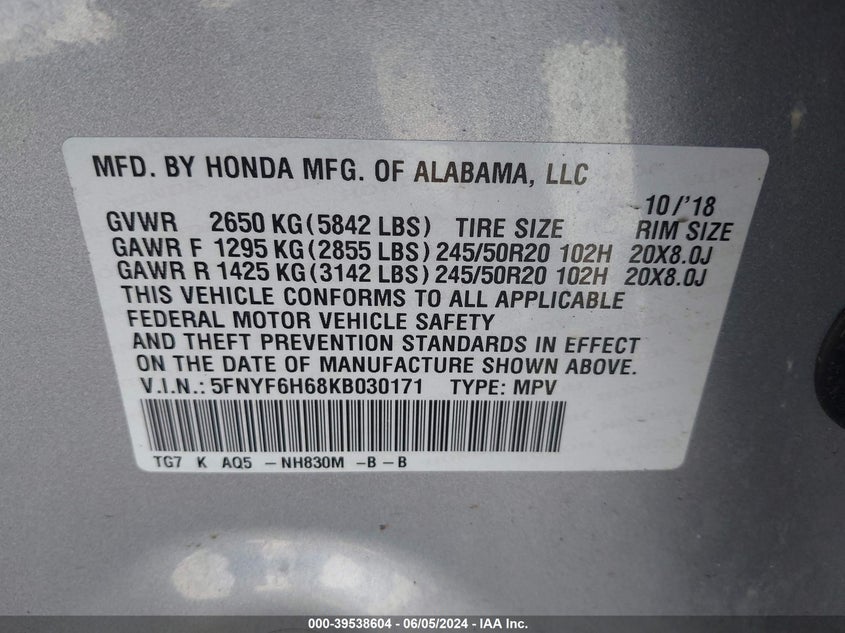 MFD. BY HONDA MFG. OF ALABAMA, LLC
10/'18
GVWR 2650 KG(5842 LBS) TIRE SIZE RIM SIZE
GAWR F 1295 KG(2855 LBS) 245/50R20 102H 20X8.0J
GAWR R 1425 KG(3142 LBS) 245/50R20 102H 20X8.0J
THIS VEHICLE CONFORMS TO ALL APPLICABLE
FEDERAL MOTOR VEHICLE SAFETY
AND THEFT PREVENTION STANDARDS IN EFFECT
ON THE DATE OF MANUFACTURE SHOWN ABOVE.
V.I.N.: 5FNYF6H68KB030171 TYPE: MPV
TG7 K AQ5 -NH830M -B-B
000-39538604 - 06/05/2024 - IAA Inc.